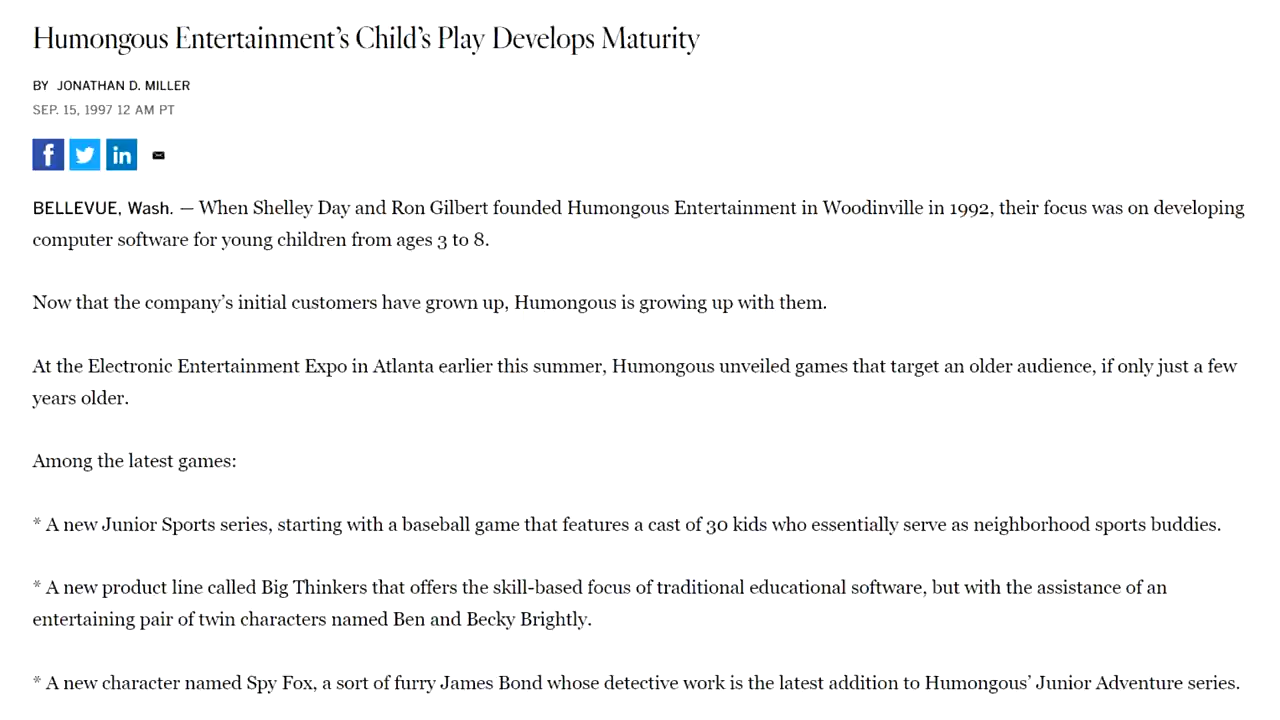 Humongous Entertainment’s Child’s Play Develops Maturity
BY JONATHAN D. MILLER
SEP. 15, 1997 12 AM PT
f in
BELLEVUE, Wash. — When Shelley Day and Ron Gilbert founded Humongous Entertainment in Woodinville in 1992, their focus was on developing
computer software for young children from ages 3 to 8.
Now that the company’s initial customers have grown up, Humongous is growing up with them.
At the Electronic Entertainment Expo in Atlanta earlier this summer, Humongous unveiled games that target an older audience, if only just a few
years older.
Among the latest games:
* A new Junior Sports series, starting with a baseball game that features a cast of 30 kids who essentially serve as neighborhood sports buddies.
* A new product line called Big Thinkers that offers the skill-based focus of traditional educational software, but with the assistance of an
entertaining pair of twin characters named Ben and Becky Brightly.
* A new character named Spy Fox, a sort of furry James Bond whose detective work is the latest addition to Humongous’ Junior Adventure series.